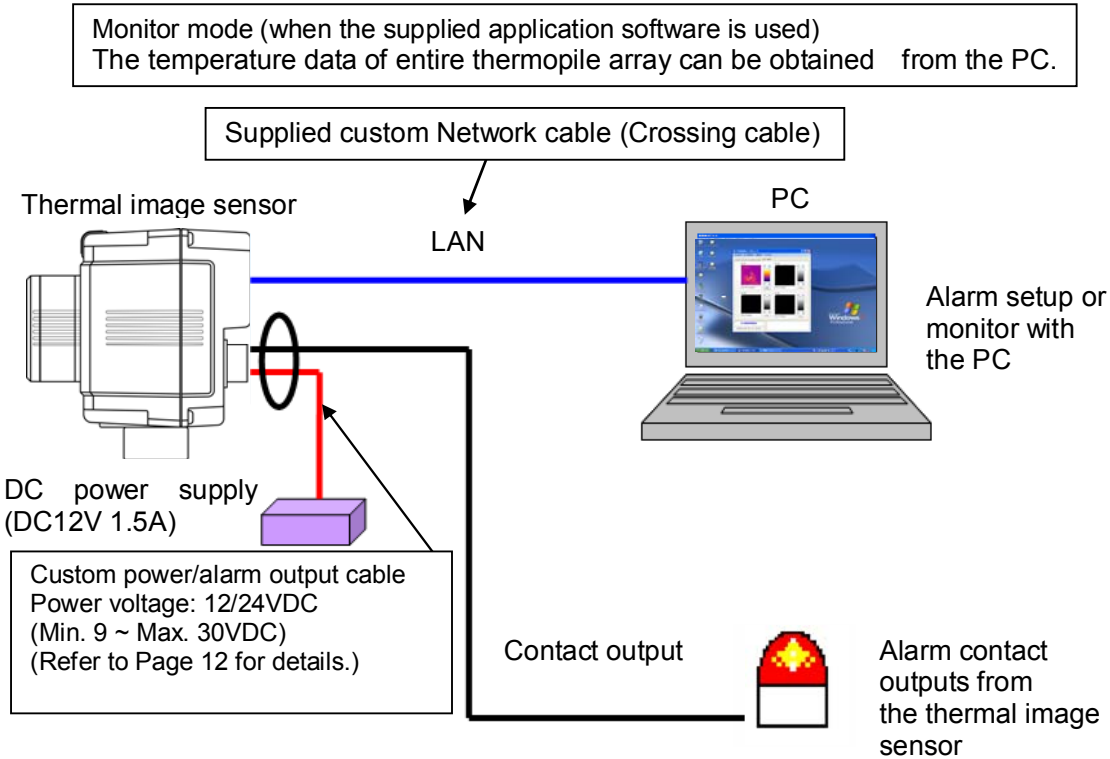 Monitor mode (when the supplied application software is used)
The temperature data of entire thermopile array can be obtained from the PC.
Supplied custom Network cable (Crossing cable)
Thermal image sensor
LAN
PC
Alarm setup or
monitor with
the PC
Windows
DC power supply
(DC12V 1.5A)
Custom power/alarm output cable
Power voltage: 12/24VDC
(Min. 9 ~ Max. 30VDC)
(Refer to Page 12 for details.)
Contact output
Alarm contact
outputs from
the thermal image
sensor